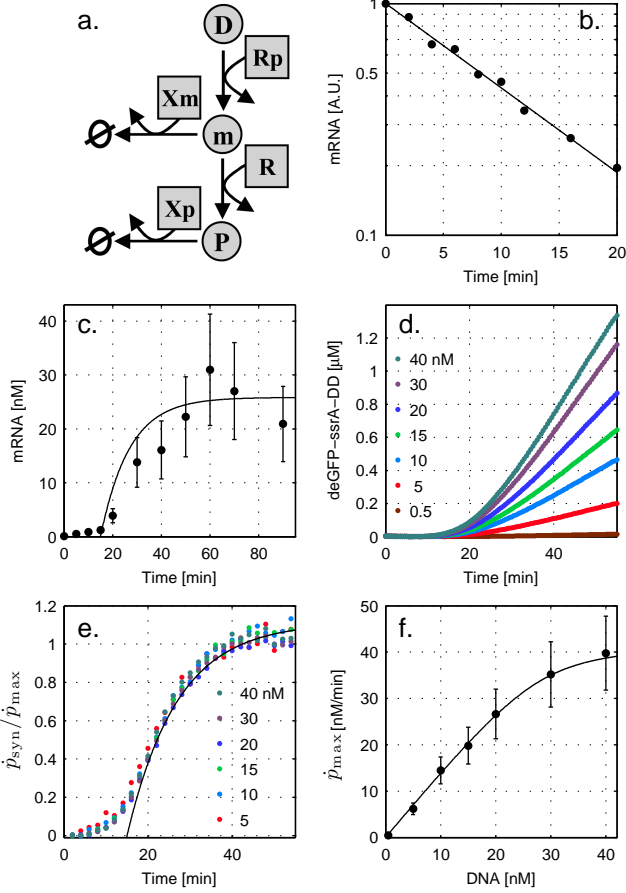 a.
D
Rp
Xm
m
R
Xp
P
b.
mRNA [A.U.]
1
0.5
0.1
0 5 10 15 20
Time [min]
c.
mRNA [nM]
40
30
20
10
0
0 20 40 60 80
Time [min]
d.
deGFP−ssrA−DD [µM]
1.2
1
0.8
0.6
0.4
0.2
0
40 nM
30
20
15
10
5
0.5
0 20 40
Time [min]
e.
ṗsyn/ṗmax
1.2
1
0.8
0.6
0.4
0.2
0
40 nM
30
20
15
10
5
0 20 40
Time [min]
f.
ṗmax [nM/min]
50
40
30
20
10
0
0 10 20 30 40
DNA [nM]